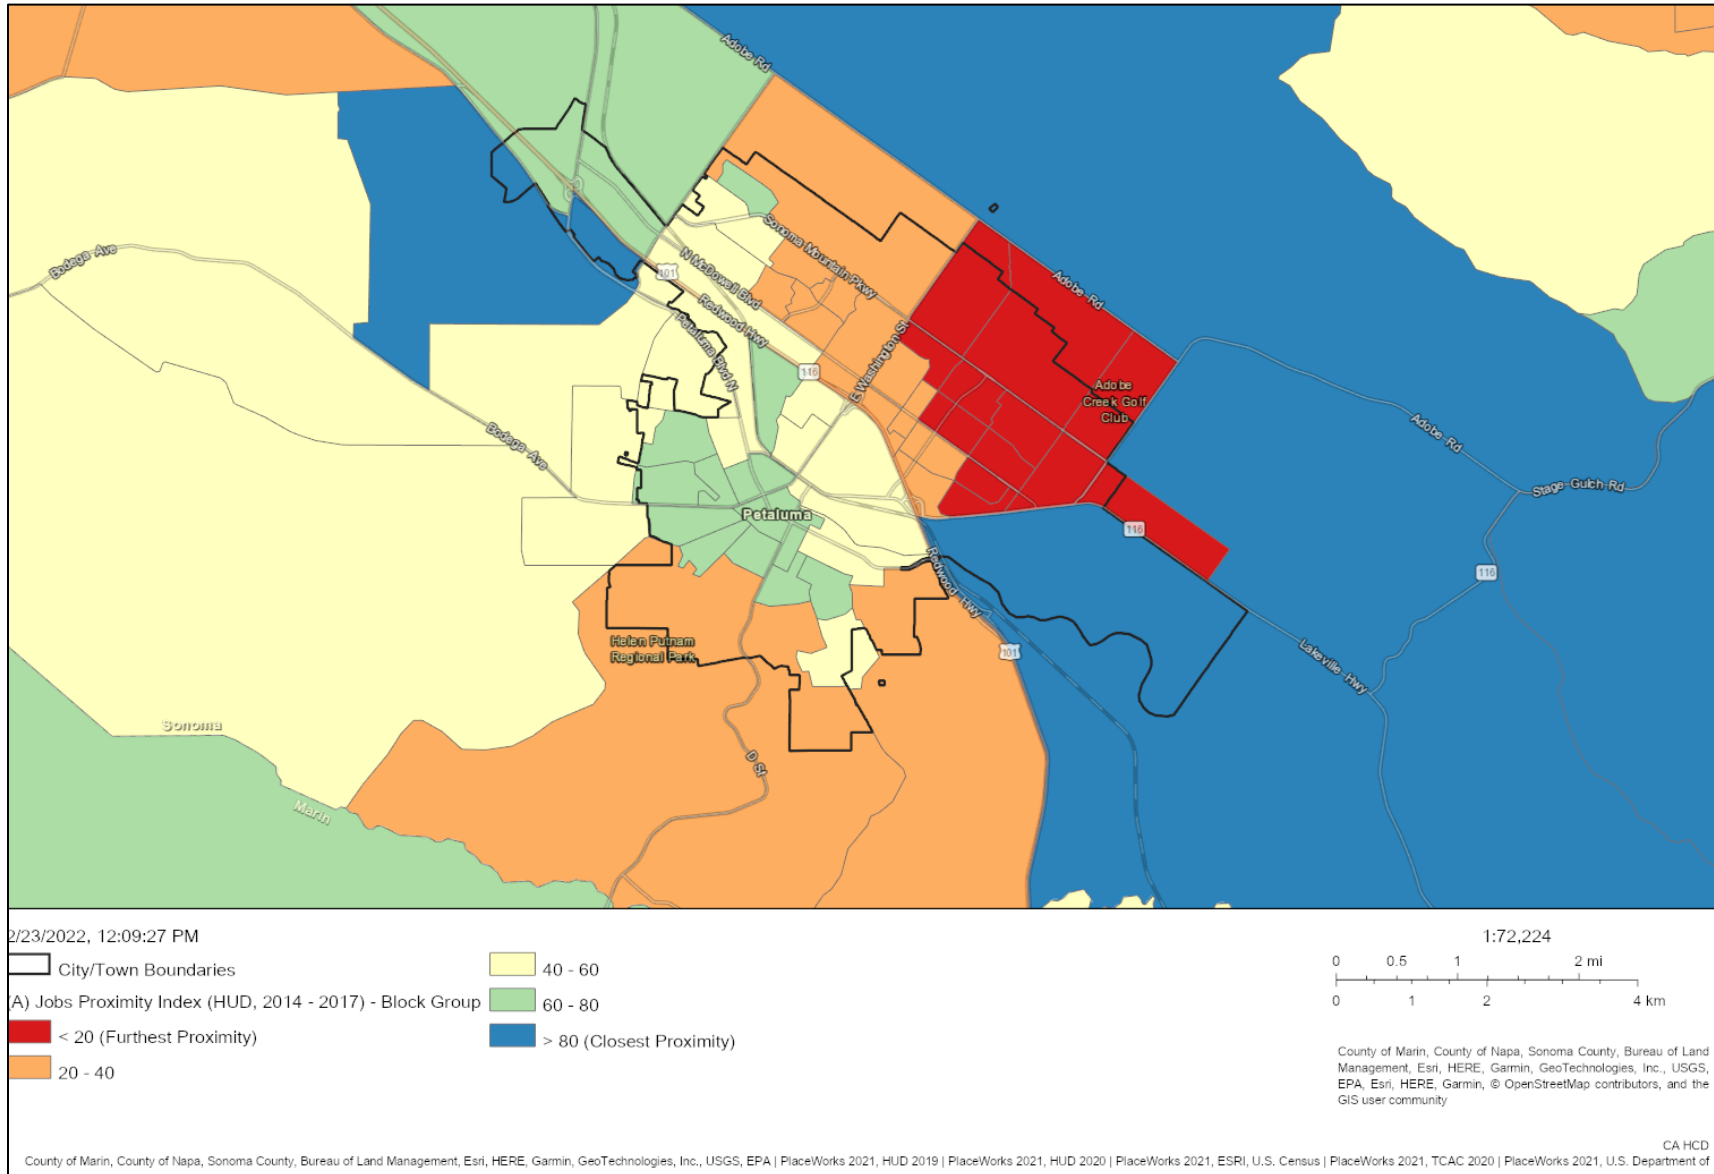 Adobe Rd
Bodega Ave
Sonoma Mountain Pkwy
N McDowell Blvd
101
Redwood Hwy
Petaluma Blvd N
116
E Washington St
Adobe Rd
Adobe
Creek Golf
Club
Adobe Rd
Stage Gulch Rd
Bodega Ave
Petaluma
116
116
Redwood Hwy
Helen Putnam
Regional Park
101
Lakeville Hwy
D St
Sonoma
Marin
2/23/2022, 12:09:27 PM
City/Town Boundaries
(A) Jobs Proximity Index (HUD, 2014 - 2017) - Block Group
< 20 (Furthest Proximity)
20 - 40
40 - 60
60 - 80
> 80 (Closest Proximity)
1:72,224
0 0.5 1 2 mi
0 1 2 4 km
County of Marin, County of Napa, Sonoma County, Bureau of Land
Management, Esri, HERE, Garmin, GeoTechnologies, Inc., USGS,
EPA, Esri, HERE, Garmin, © OpenStreetMap contributors, and the
GIS user community
CA HCD
County of Marin, County of Napa, Sonoma County, Bureau of Land Management, Esri, HERE, Garmin, GeoTechnologies, Inc., USGS, EPA | PlaceWorks 2021, HUD 2019 | PlaceWorks 2021, HUD 2020 | PlaceWorks 2021, ESRI, U.S. Census | PlaceWorks 2021, TCAC 2020 | PlaceWorks 2021, U.S. Department of